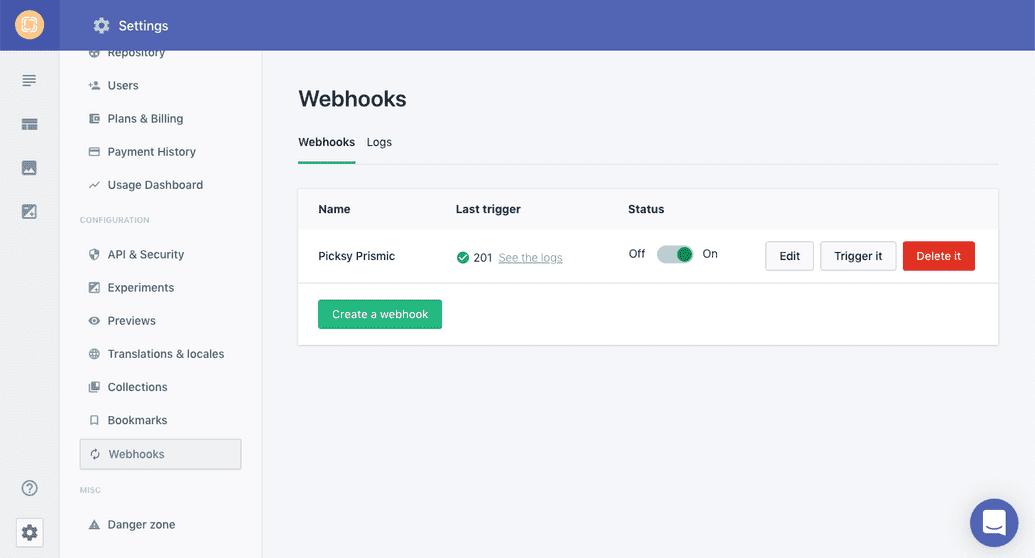 Settings
Repository
Users
Plans & Billing
Payment History
Usage Dashboard
CONFIGURATION
API & Security
Experiments
Previews
Translations & locales
Collections
Bookmarks
Webhooks
MISC
Danger zone
Webhooks
Webhooks Logs
Name Last trigger Status
Picksy Prismic 201 See the logs Off On Edit Trigger it Delete it
Create a webhook